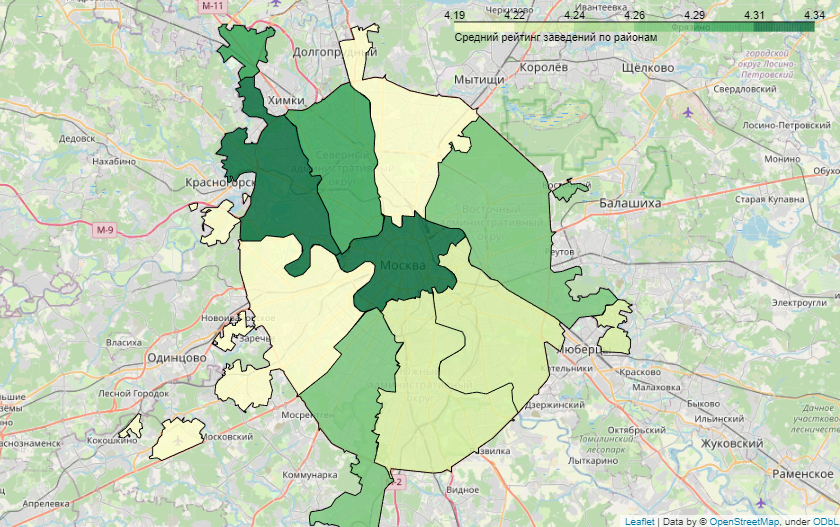 4.19 4.22 4.24 4.26 4.29 4.31 4.34
Средний рейтинг заведений по районам
Черкизово
Ивантеевка
M-11
Долгопрудный
Королёв
Щёлково
Мытищи
городской
округ Лосино-
Петровский
Свердловский
Химки
Лосино-Петровский
Дедовск
Нахабино
Монино
Красногорск
Балашиха
Старая Купавна
M-9
Москва
Электроугли
Власиха
Заречье
Одинцово
Люберцы
Котельники
Красково
Малаховка
Лесной Городок
Быково
Дзержинский
Ильинский
Мосрентген
Октябрьский
Московский
Кокошкино
Томилинский
лесопарк
Жуковский
Лыткарино
Коммунарка
Раменское
Видное
Апрелевка
Leaflet | Data by © OpenStreetMap, under ODbL